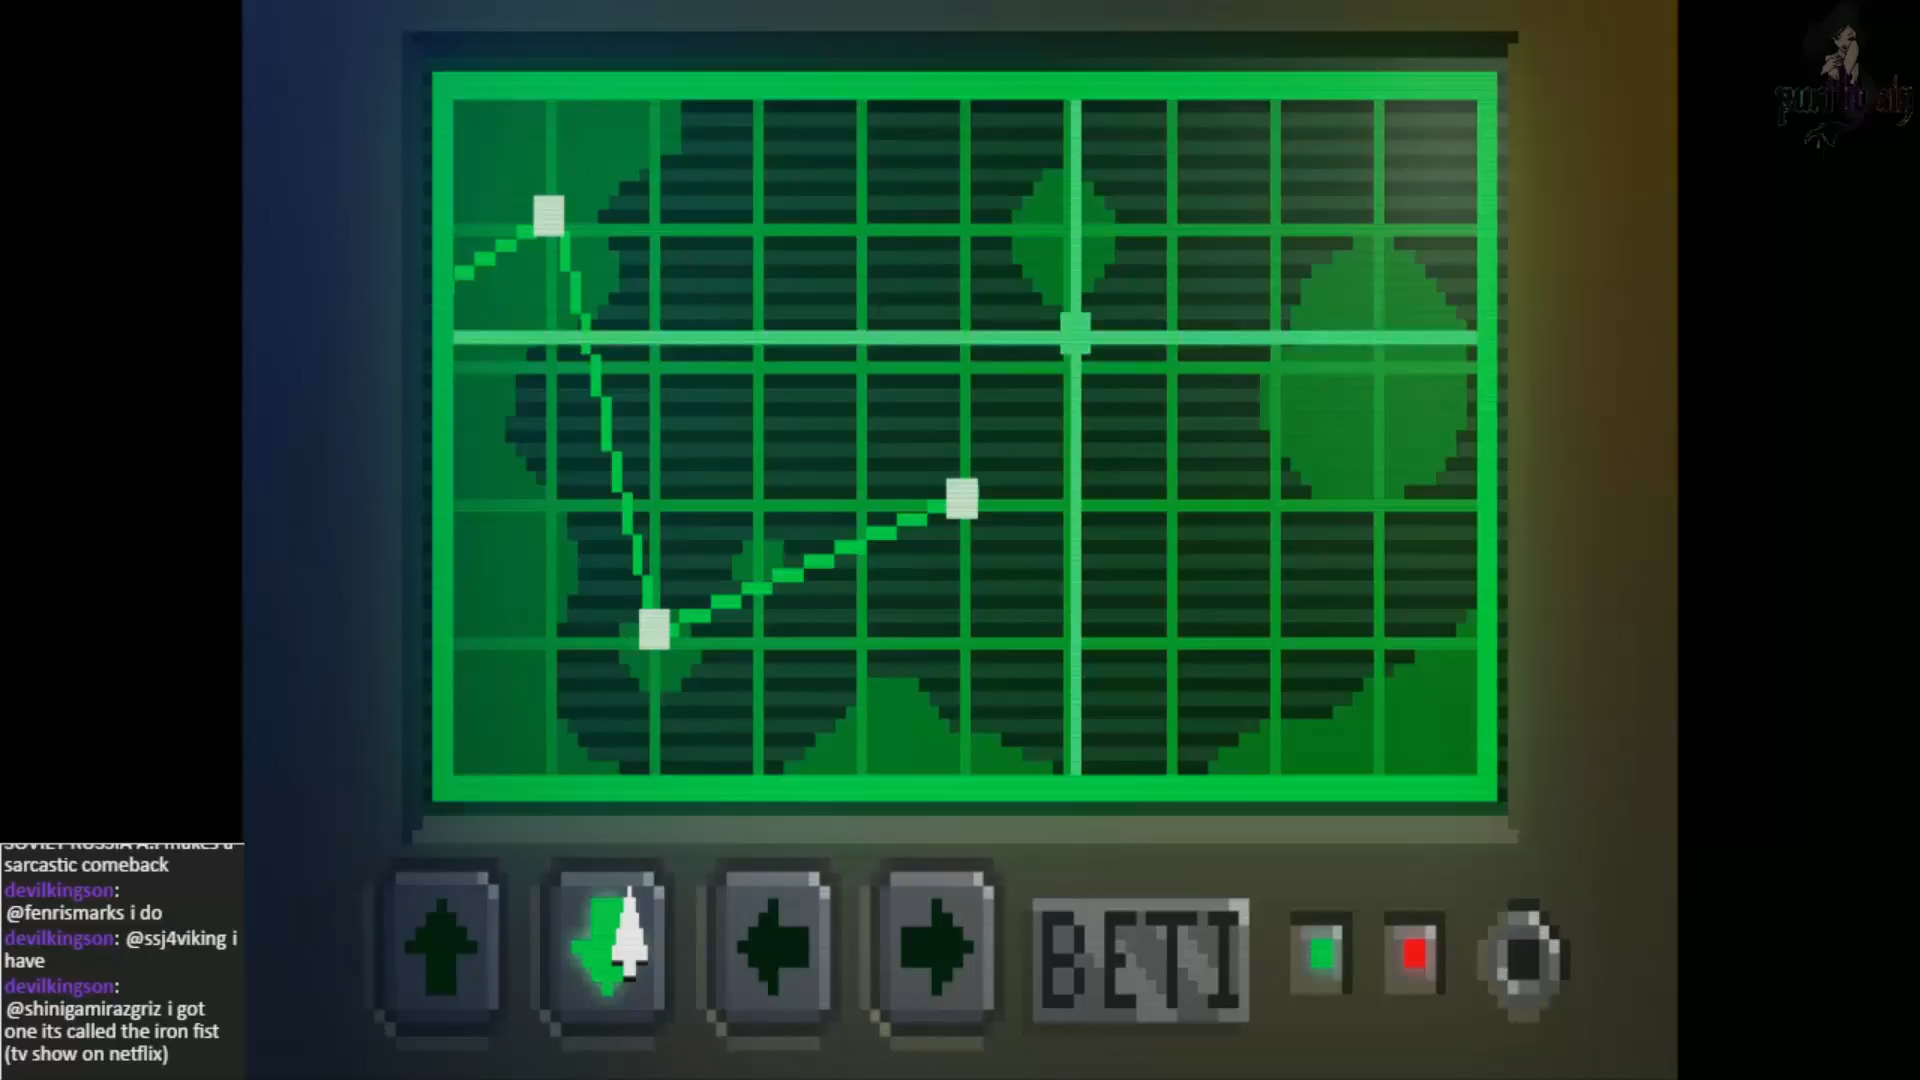 sarcastic comeback
devilkingson:
@fenrismarks i do
devilkingson: @ssj4viking i
have
devilkingson:
@shinigamirazgriz i got
one its called the iron fist
(tv show on netflix)
BETI